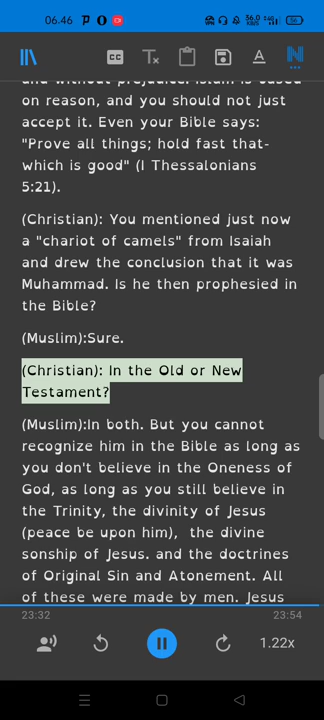 06.46
and without prejudice. Islam is based
on reason, and you should not just
accept it. Even your Bible says:
"Prove all things; hold fast that-
which is good" (I Thessalonians
5:21).
(Christian): You mentioned just now
a "chariot of camels" from Isaiah
and drew the conclusion that it was
Muhammad. Is he then prophesied in
the Bible?
(Muslim):Sure.
(Christian): In the Old or New
Testament?
(Muslim):In both. But you cannot
recognize him in the Bible as long as
you don't believe in the Oneness of
God, as long as you still believe in
the Trinity, the divinity of Jesus
(peace be upon him),  the divine
sonship of Jesus. and the doctrines
of Original Sin and Atonement. All
of these were made by men. Jesus
23:32
23:54
1.22x